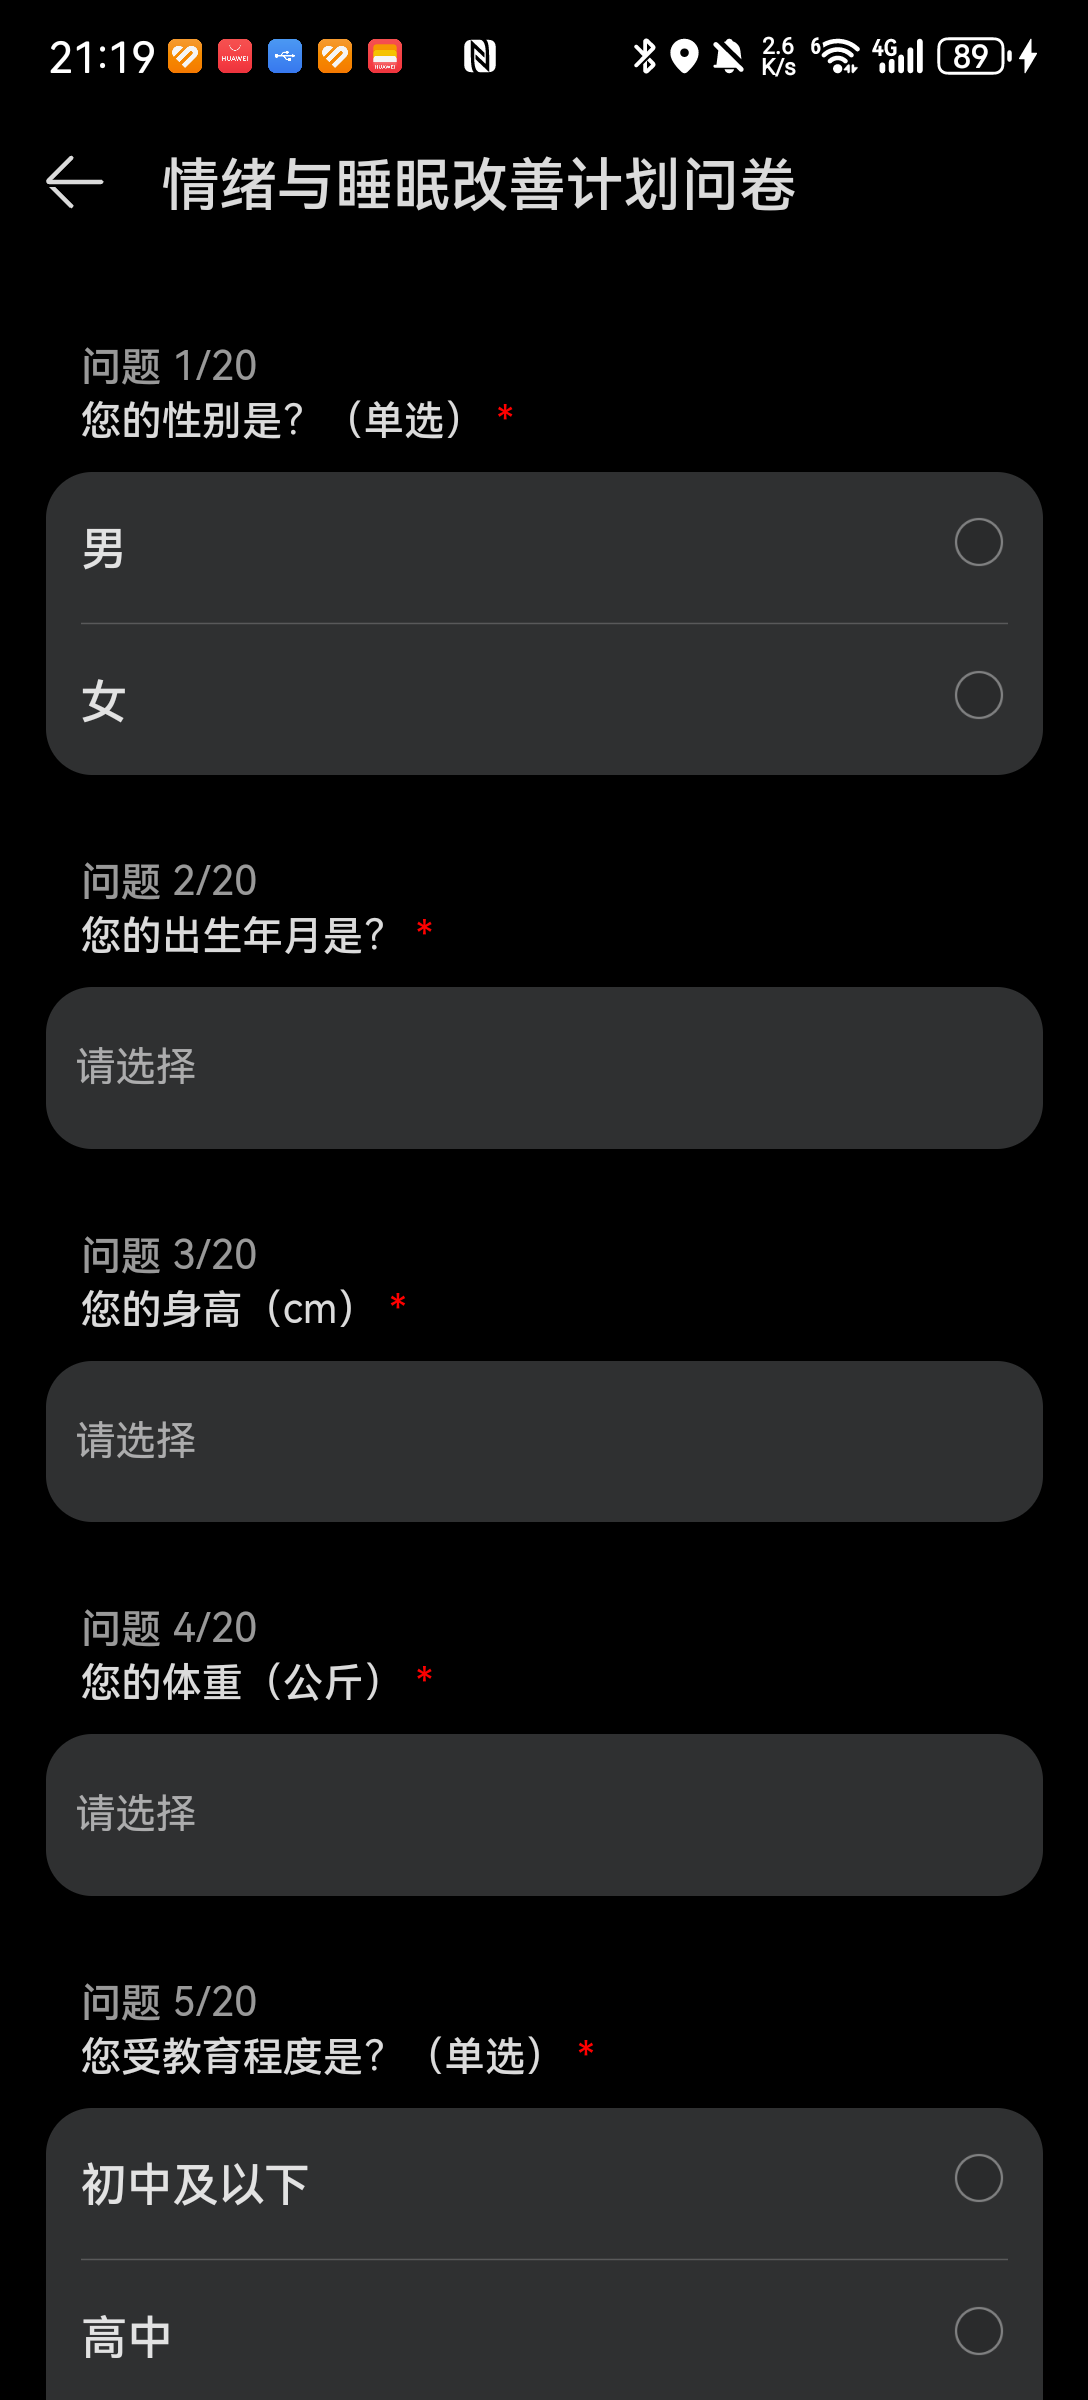 21:19
HUAWEI
2.6
K/s
6
4G
89
情绪与睡眠改善计划问卷
问题 1/20
您的性别是？（单选） *
男
女
问题 2/20
您的出生年月是？ *
请选择
问题 3/20
您的身高（cm） *
请选择
问题 4/20
您的体重（公斤） *
请选择
问题 5/20
您受教育程度是？（单选） *
初中及以下
高中